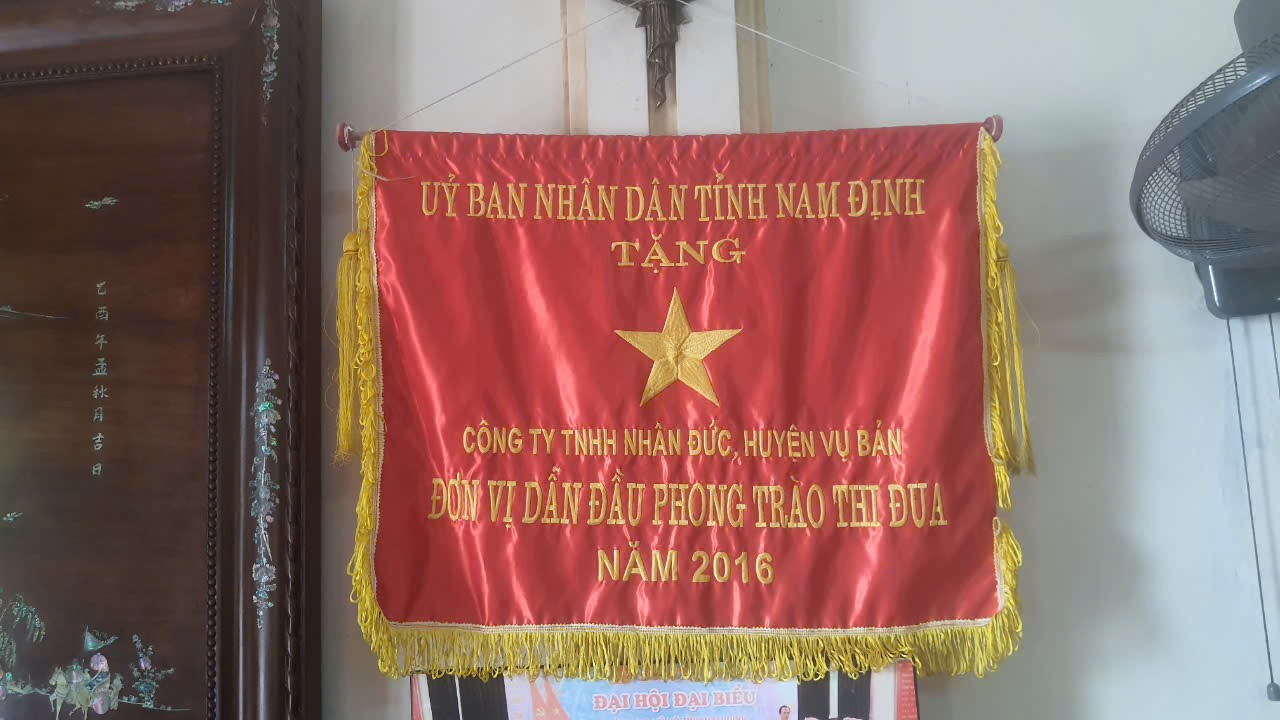 UỶ BAN NHÂN DÂN TỈNH NAM ĐỊNH
TẶNG
CÔNG TY TNHH NHÂN ĐỨC, HUYỆN VỤ BẢN
ĐƠN VỊ DẪN ĐẦU PHONG TRÀO THI ĐUA
NĂM 2016
乙酉年孟秋月吉日
ĐẠI HỘI ĐẠI BIỂU